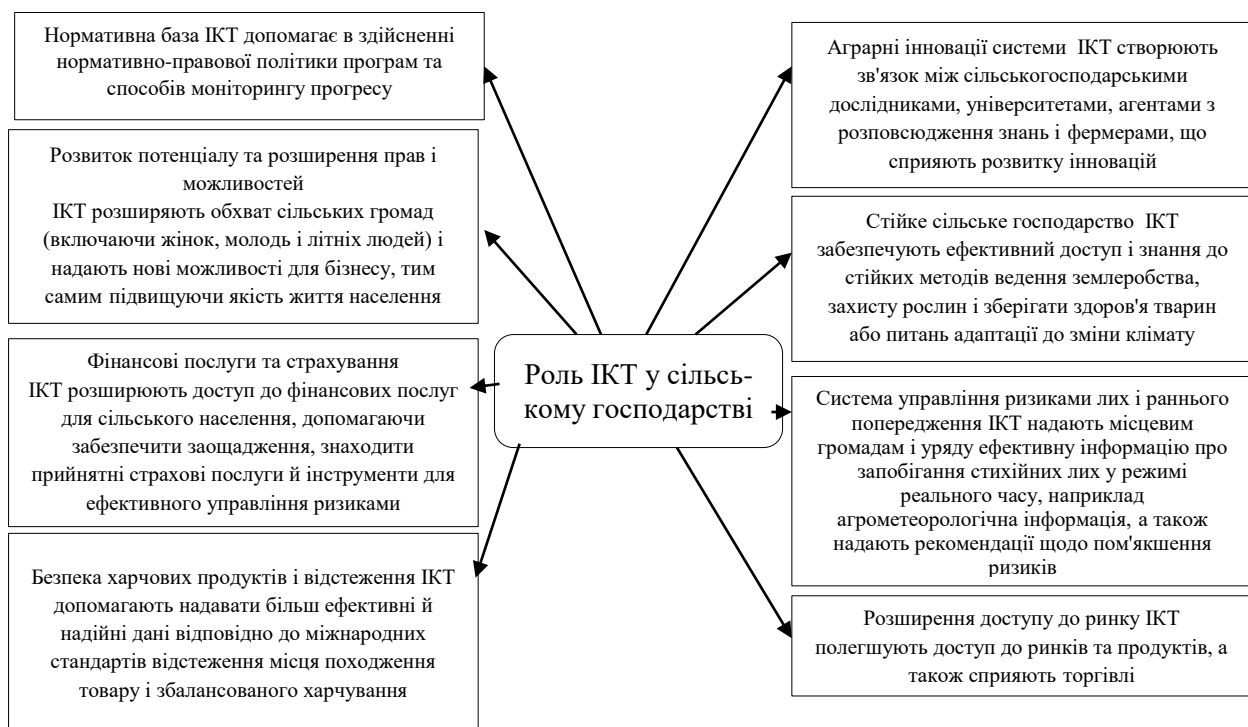 Нормативна база ІКТ допомагає в здійсненні
нормативно-правової політики програм та
способів моніторингу прогресу
Розвиток потенціалу та розширення прав і
можливостей
ІКТ розширяють обхват сільських громад
(включаючи жінок, молодь і літніх людей) і
надають нові можливості для бізнесу, тим
самим підвищуючи якість життя населення
Фінансові послуги та страхування
ІКТ розширюють доступ до фінансових послуг
для сільського населення, допомагаючи
забезпечити заощадження, знаходити
прийнятні страхові послуги й інструменти для
ефективного управління ризиками
Безпека харчових продуктів і відстеження ІКТ
допомагають надавати більш ефективні й
надійні дані відповідно до міжнародних
стандартів відстеження місця походження
товару і збалансованого харчування
Роль ІКТ у сільсь-
кому господарстві
Аграрні інновації системи ІКТ створюють
зв'язок між сільськогосподарськими
дослідниками, університетами, агентами з
розповсюдження знань і фермерами, що
сприяють розвитку інновацій
Стійке сільське господарство ІКТ
забезпечують ефективний доступ і знання до
стійких методів ведення землеробства,
захисту рослин і зберігати здоров'я тварин
або питань адаптації до зміни клімату
Система управління ризиками лих і раннього
попередження ІКТ надають місцевим
громадам і уряду ефективну інформацію про
запобігання стихійних лих у режимі
реального часу, наприклад
агрометеорологічна інформація, а також
надають рекомендації щодо пом'якшення
ризиків
Розширення доступу до ринку ІКТ
полегшують доступ до ринків та продуктів, а
також сприяють торгівлі